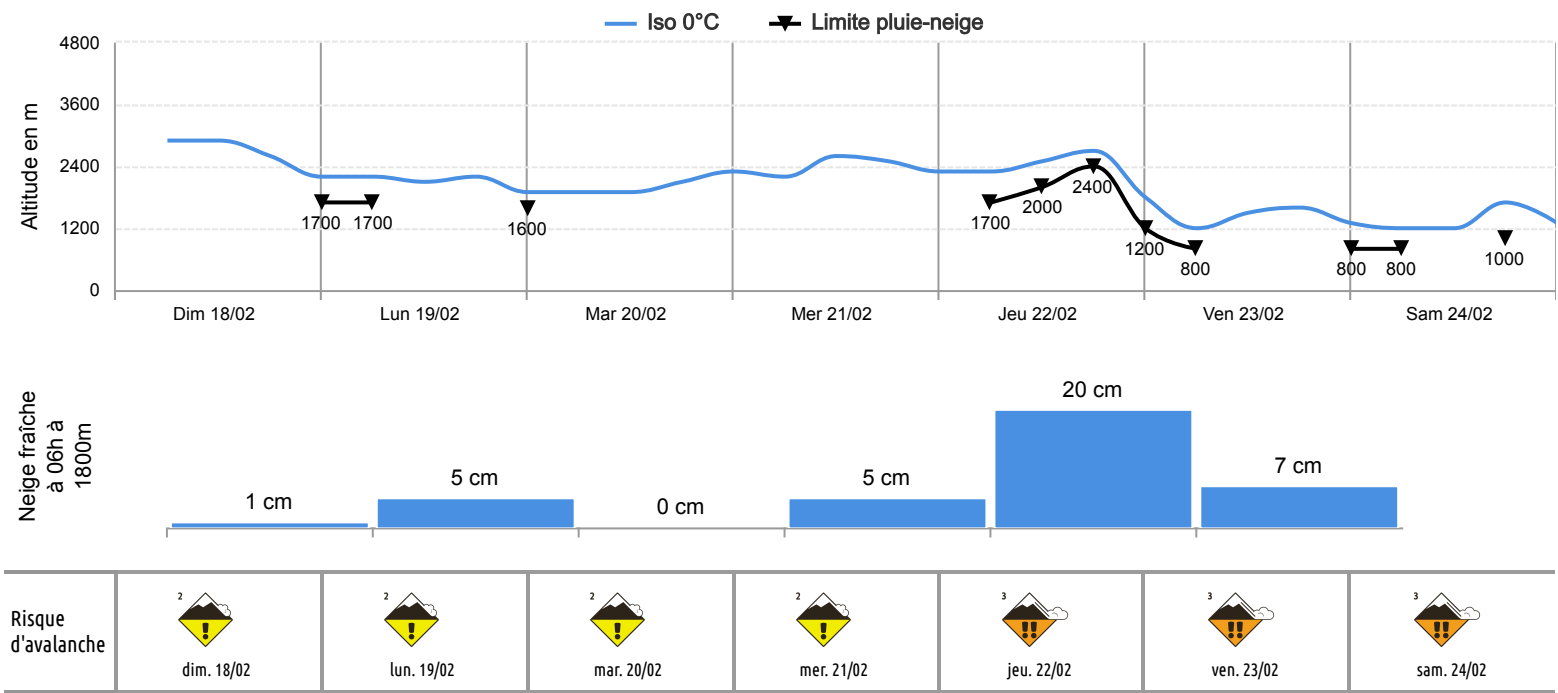 Iso 0°C
Limite pluie-neige
Altitude en m
4800
3600
2400
1200
0
1700
1700
1600
1700
2000
2400
1200
800
800
800
1000
Dim 18/02
Lun 19/02
Mar 20/02
Mer 21/02
Jeu 22/02
Ven 23/02
Sam 24/02
Neige fraîche
à 06h à
1800m
1 cm
5 cm
0 cm
5 cm
20 cm
7 cm
Risque
d'avalanche
2
!
dim. 18/02
2
!
lun. 19/02
2
!
mar. 20/02
2
!
mer. 21/02
3
!!
jeu. 22/02
3
!!
ven. 23/02
3
!!
sam. 24/02